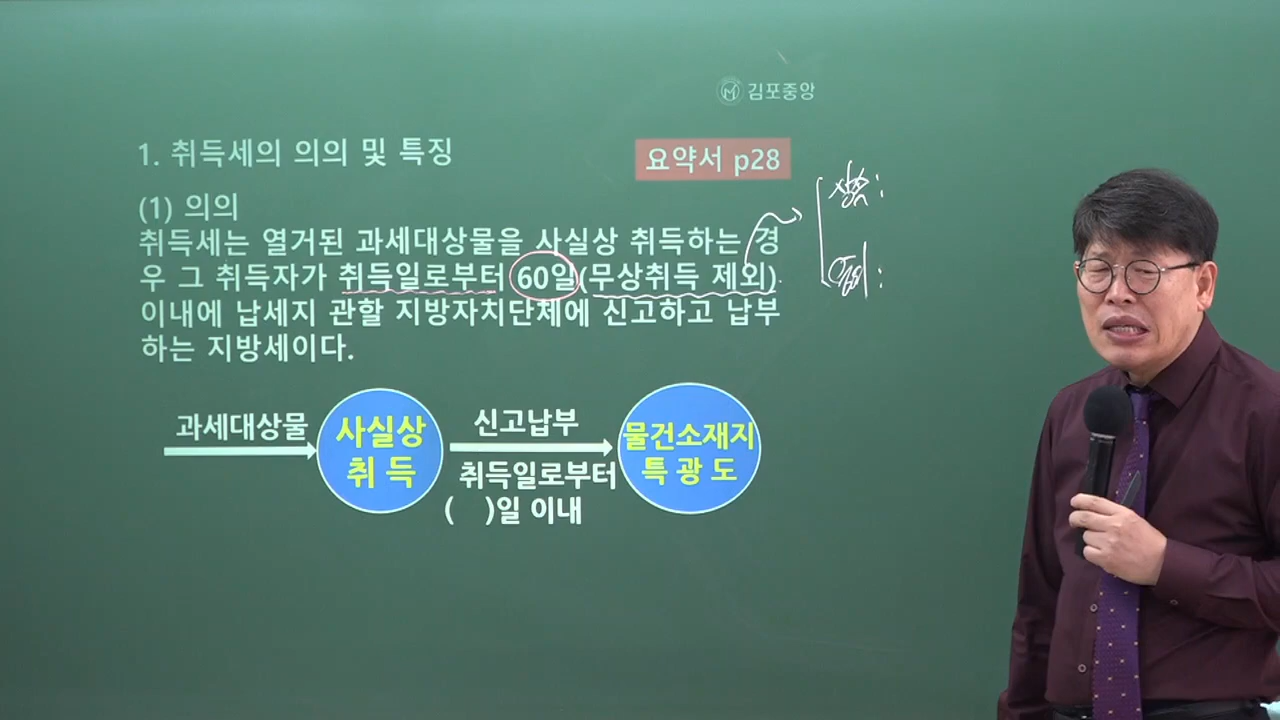 김포중앙
1. 취득세의 의의 및 특징
요약서 p28
(1) 의의
취득세는 열거된 과세대상물을 사실상 취득하는 경
우 그 취득자가 취득일로부터 60일(무상취득 제외)
이내에 납세지 관할 지방자치단체에 신고하고 납부
하는 지방세이다.
과세대상물
사실상
취 득
신고납부
취득일로부터
(   )일 이내
물건소재지
특 광 도